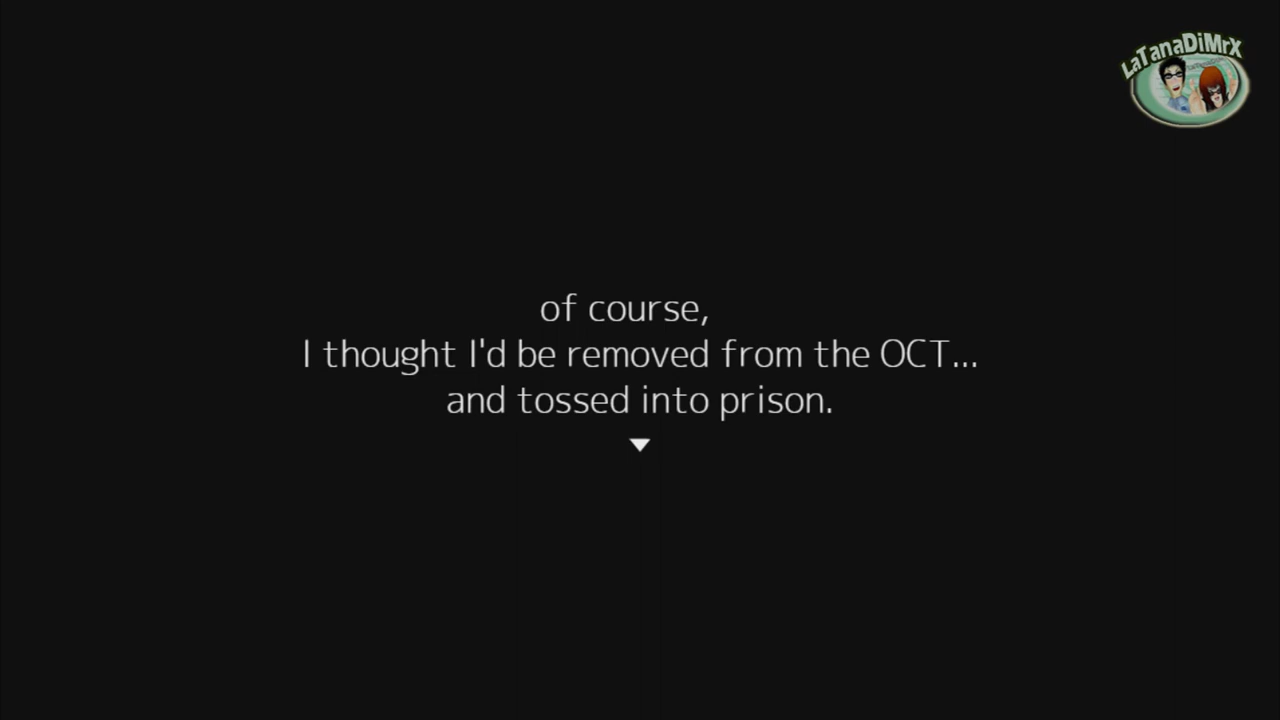 LaTanaDiMrX
of course,
I thought I'd be removed from the OCT...
and tossed into prison.